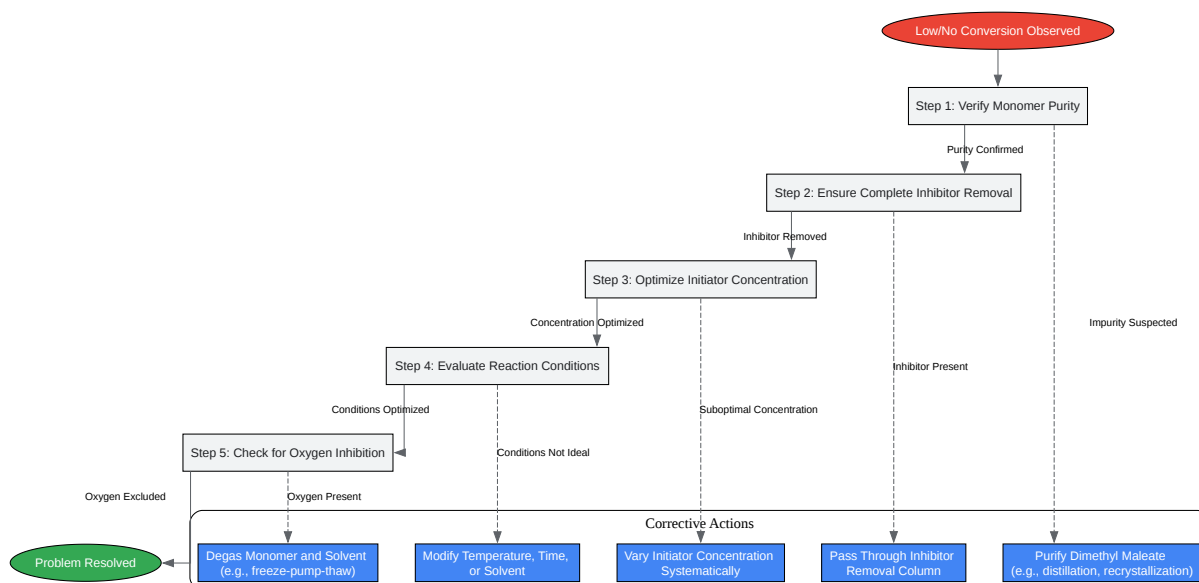 Low/No Conversion Observed
Step 1: Verify Monomer Purity
Purity Confirmed
Step 2: Ensure Complete Inhibitor Removal
Inhibitor Removed
Step 3: Optimize Initiator Concentration
Concentration Optimized
Impurity Suspected
Step 4: Evaluate Reaction Conditions
Inhibitor Present
Conditions Optimized
Suboptimal Concentration
Step 5: Check for Oxygen Inhibition
Conditions Not Ideal
Oxygen Excluded
Oxygen Present
Corrective Actions
Problem Resolved
Degas Monomer and Solvent
(e.g., freeze-pump-thaw)
Modify Temperature, Time,
or Solvent
Vary Initiator Concentration
Systematically
Pass Through Inhibitor
Removal Column
Purify Dimethyl Maleate
(e.g., distillation, recrystallization)